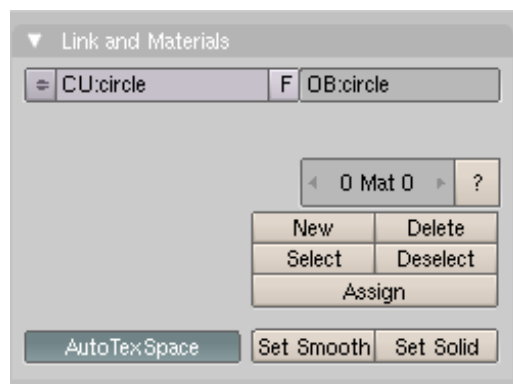 Link and Materials
CU:circle F OB:circle
0 Mat 0 ?
New Delete
Select Deselect
Assign
AutoTexSpace Set Smooth Set Solid